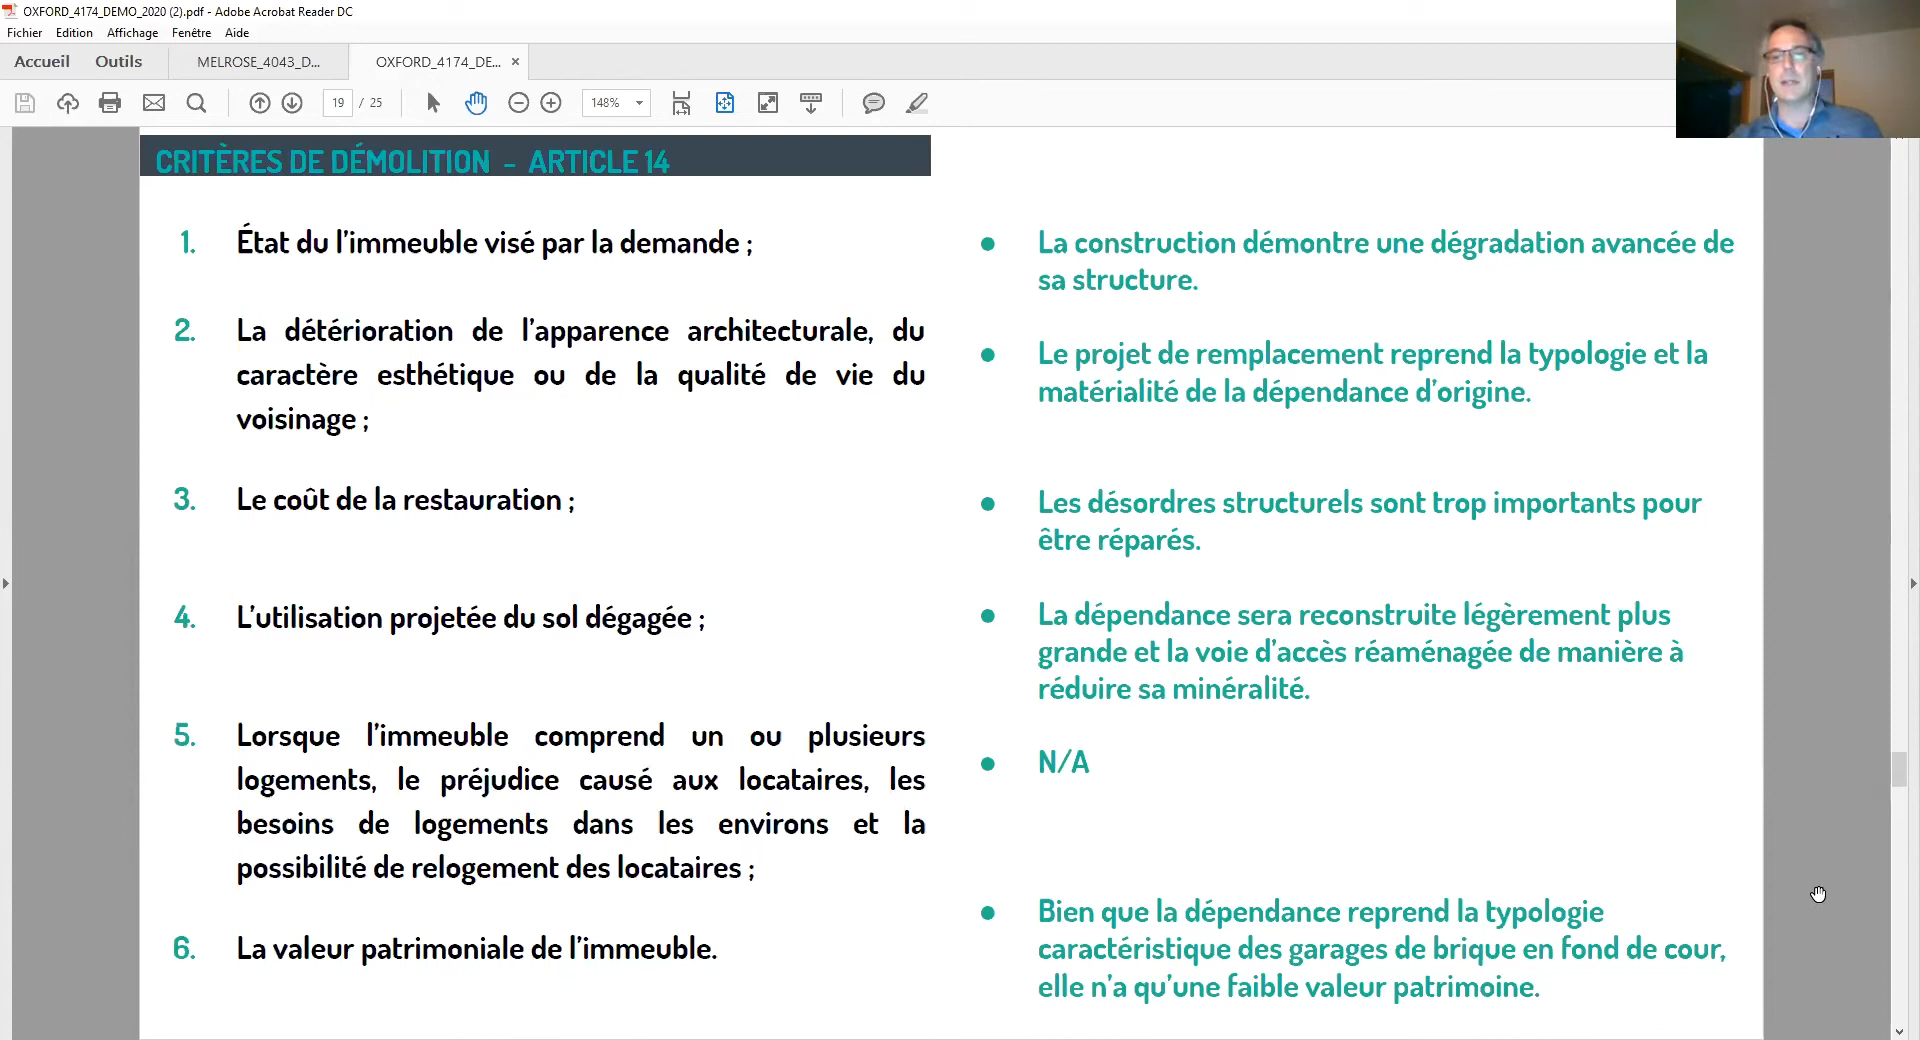 OXFORD_4174_DEMO_2020 (2).pdf - Adobe Acrobat Reader DC
Fichier Edition Affichage Fenêtre Aide
Accueil Outils MELROSE_4043_D... OXFORD_4174_DE... ×
19 / 25 148%
CRITÈRES DE DÉMOLITION - ARTICLE 14
1. État du l’immeuble visé par la demande ;
2. La détérioration de l’apparence architecturale, du
caractère esthétique ou de la qualité de vie du
voisinage ;
3. Le coût de la restauration ;
4. L’utilisation projetée du sol dégagée ;
5. Lorsque l’immeuble comprend un ou plusieurs
logements, le préjudice causé aux locataires, les
besoins de logements dans les environs et la
possibilité de relogement des locataires ;
6. La valeur patrimoniale de l’immeuble.
● La construction démontre une dégradation avancée de
sa structure.
● Le projet de remplacement reprend la typologie et la
matérialité de la dépendance d’origine.
● Les désordres structurels sont trop importants pour
être réparés.
● La dépendance sera reconstruite légèrement plus
grande et la voie d’accès réaménagée de manière à
réduire sa minéralité.
● N/A
● Bien que la dépendance reprend la typologie
caractéristique des garages de brique en fond de cour,
elle n’a qu’une faible valeur patrimoine.